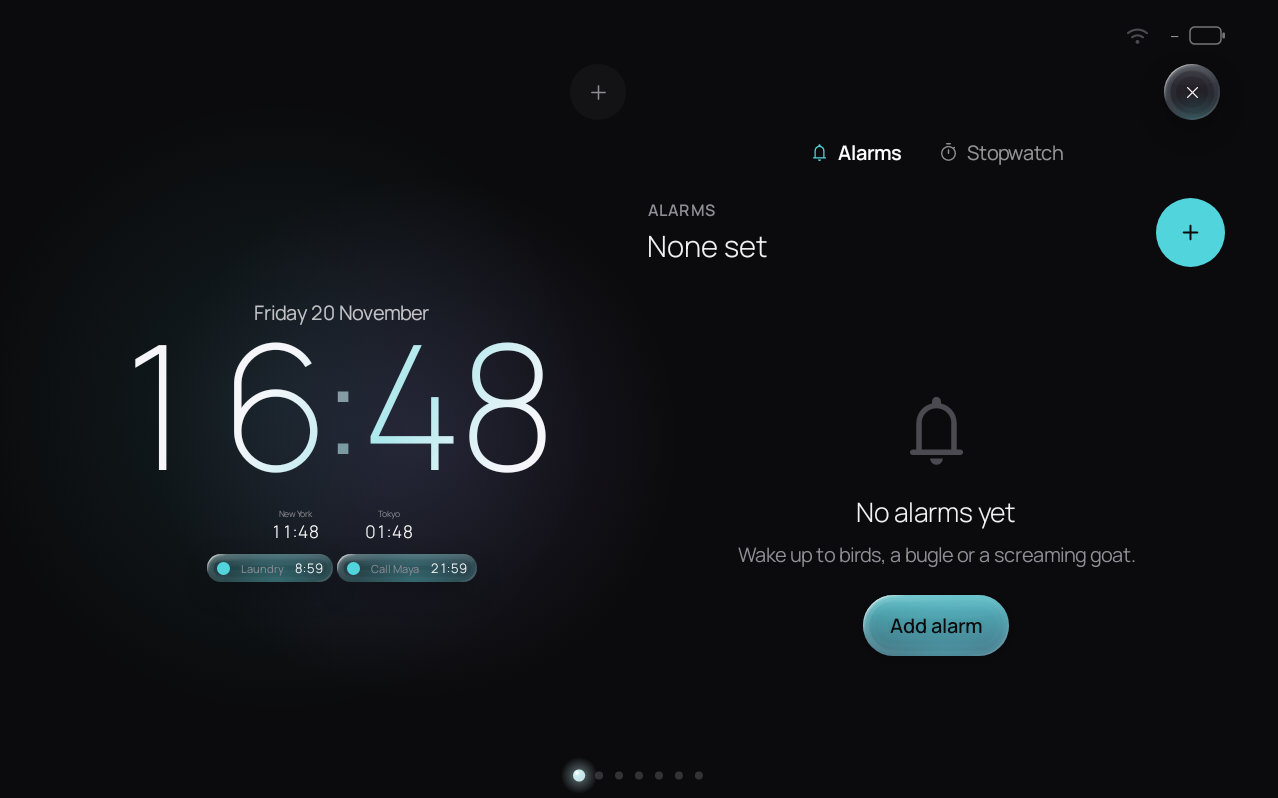 –
Alarms
Stopwatch
ALARMS
None set
Friday 20 November
16:48
New York
11:48
Tokyo
01:48
Laundry 8:59
Call Maya 21:59
No alarms yet
Wake up to birds, a bugle or a screaming goat.
Add alarm